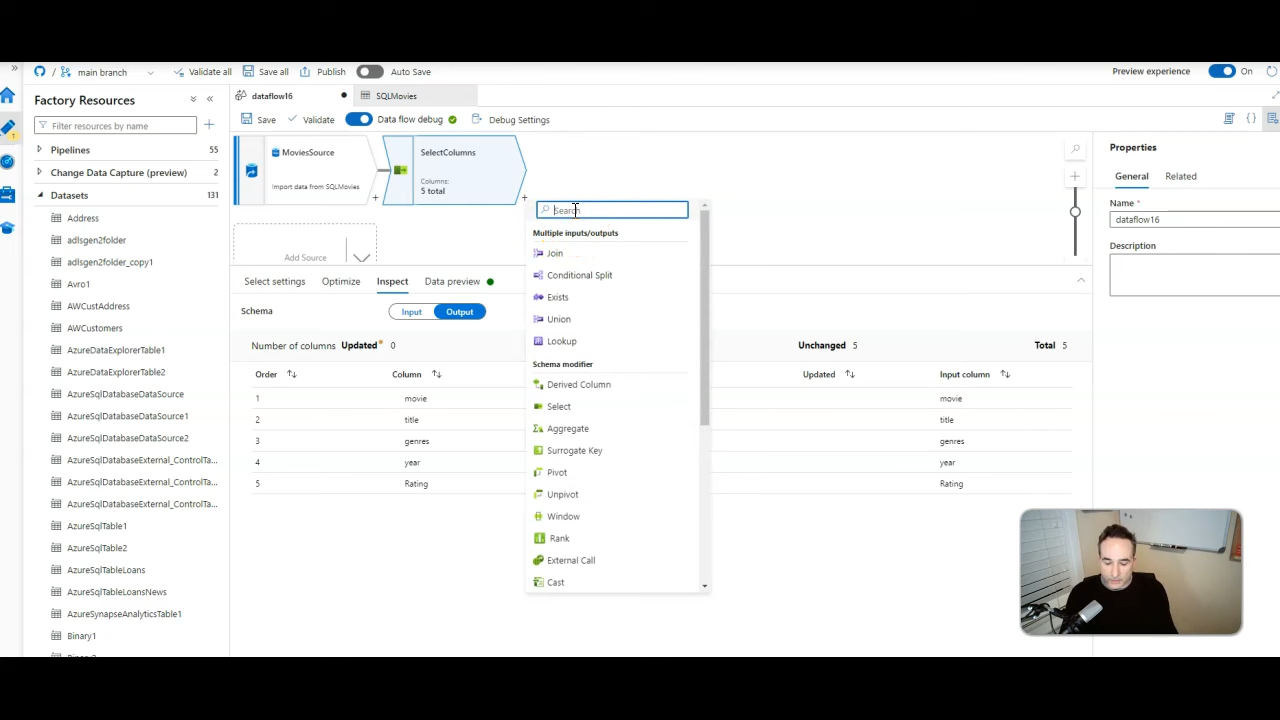 / main branch Validate all Save all Publish Auto Save Preview experience On
Factory Resources
dataflow16 SQLMovies
Filter resources by name
Save Validate Data flow debug Debug Settings
Pipelines 55
Change Data Capture (preview) 2
Datasets 131
Address
adlsgen2folder
adlsgen2folder_copy1
Avro1
AWCustAddress
AWCustomers
AzureDataExplorerTable1
AzureDataExplorerTable2
AzureSqlDatabaseDataSource
AzureSqlDatabaseDataSource1
AzureSqlDatabaseDataSource2
AzureSqlDatabaseExternal_ControlTa...
AzureSqlDatabaseExternal_ControlTa...
AzureSqlDatabaseExternal_ControlTa...
AzureSqlTable1
AzureSqlTable2
AzureSqlTableLoans
AzureSqlTableLoansNews
AzureSynapseAnalyticsTable1
Binary1
MoviesSource
Import data from SQLMovies
SelectColumns
Columns:
5 total
Add Source
Search
Multiple inputs/outputs
Join
Conditional Split
Exists
Union
Lookup
Schema modifier
Derived Column
Select
Aggregate
Surrogate Key
Pivot
Unpivot
Window
Rank
External Call
Cast
Select settings Optimize Inspect Data preview
Schema Input Output
Number of columns Updated* 0 Unchanged 5 Total 5
Order Column Updated Input column
1 movie movie
2 title title
3 genres genres
4 year year
5 Rating Rating
Properties
General Related
Name *
dataflow16
Description